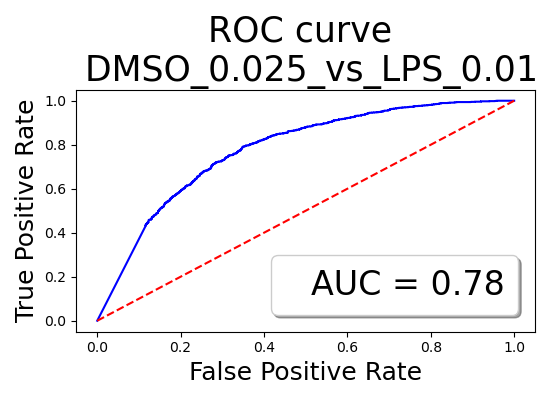 ROC curve
DMSO_0.025_vs_LPS_0.01
True Positive Rate
1.0
0.8
0.6
0.4
0.2
0.0
AUC = 0.78
0.0 0.2 0.4 0.6 0.8 1.0
False Positive Rate